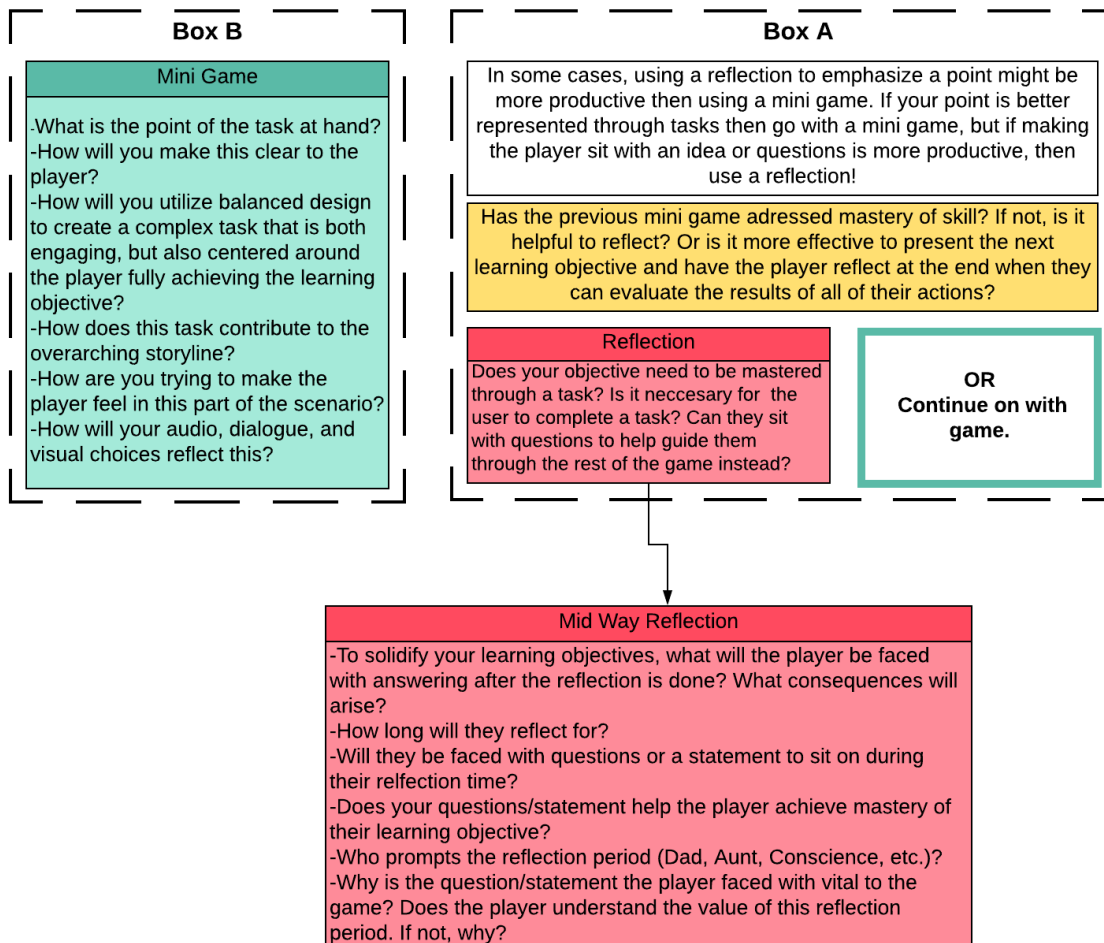 Box B
Mini Game
-What is the point of the task at hand?
-How will you make this clear to the
player?
-How will you utilize balanced design
to create a complex task that is both
engaging, but also centered around
the player fully achieving the learning
objective?
-How does this task contribute to the
overarching storyline?
-How are you trying to make the
player feel in this part of the scenario?
-How will your audio, dialogue, and
visual choices reflect this?
Box A
In some cases, using a reflection to emphasize a point might be
more productive then using a mini game. If your point is better
represented through tasks then go with a mini game, but if making
the player sit with an idea or questions is more productive, then
use a reflection!
Has the previous mini game adressed mastery of skill? If not, is it
helpful to reflect? Or is it more effective to present the next
learning objective and have the player reflect at the end when they
can evaluate the results of all of their actions?
Reflection
Does your objective need to be mastered
through a task? Is it neccesary for the
user to complete a task? Can they sit
with questions to help guide them
through the rest of the game instead?
OR
Continue on with
game.
Mid Way Reflection
-To solidify your learning objectives, what will the player be faced
with answering after the reflection is done? What consequences will
arise?
-How long will they reflect for?
-Will they be faced with questions or a statement to sit on during
their relfection time?
-Does your questions/statement help the player achieve mastery of
their learning objective?
-Who prompts the reflection period (Dad, Aunt, Conscience, etc.)?
-Why is the question/statement the player faced with vital to the
game? Does the player understand the value of this reflection
period. If not, why?